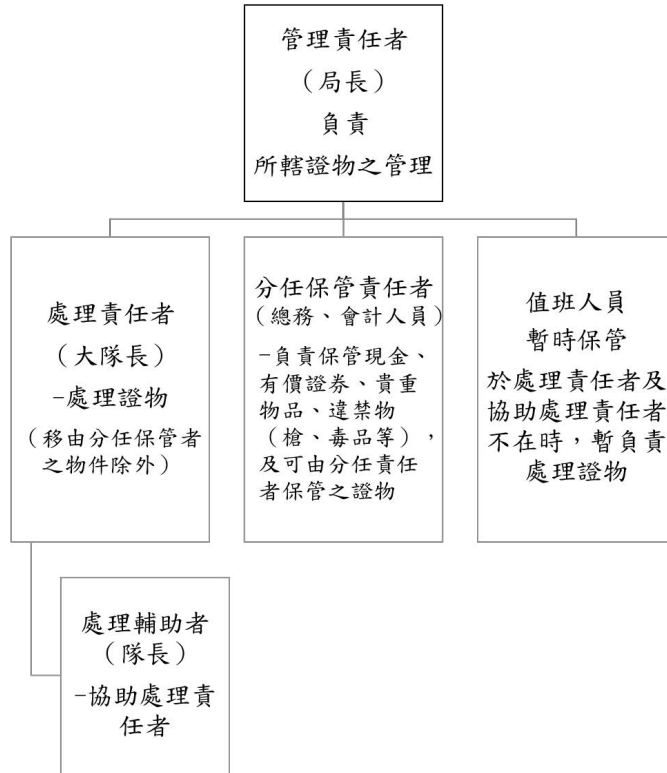 管理責任者
（局長）
負責
所轄證物之管理
處理責任者
（大隊長）
-處理證物
（移由分任保管者
之物件除外）
分任保管責任者
（總務、會計人員）
-負責保管現金、
有價證券、貴重
物品、違禁物
（槍、毒品等），
及可由分任責任
者保管之證物
值班人員
暫時保管
於處理責任者及
協助處理責任者
不在時，暫負責
處理證物
處理輔助者
（隊長）
-協助處理責
任者